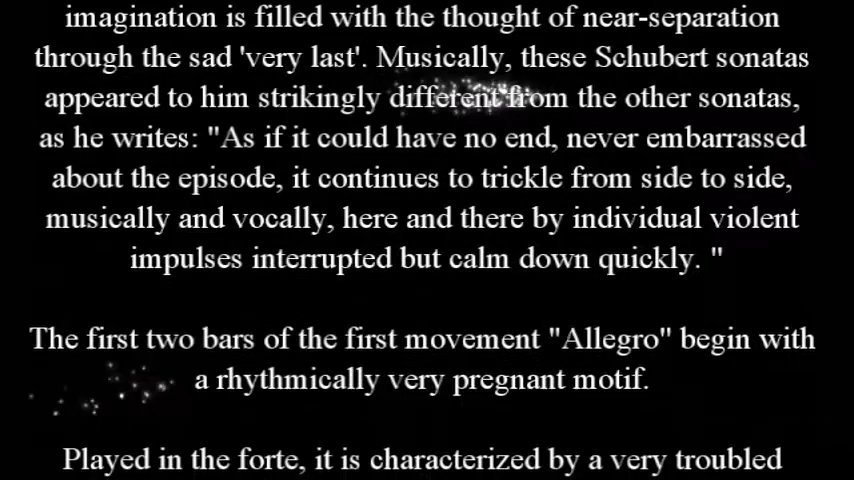 imagination is filled with the thought of near-separation
through the sad 'very last'. Musically, these Schubert sonatas
appeared to him strikingly different from the other sonatas,
as he writes: "As if it could have no end, never embarrassed
about the episode, it continues to trickle from side to side,
musically and vocally, here and there by individual violent
impulses interrupted but calm down quickly. "
The first two bars of the first movement "Allegro" begin with
a rhythmically very pregnant motif.
Played in the forte, it is characterized by a very troubled